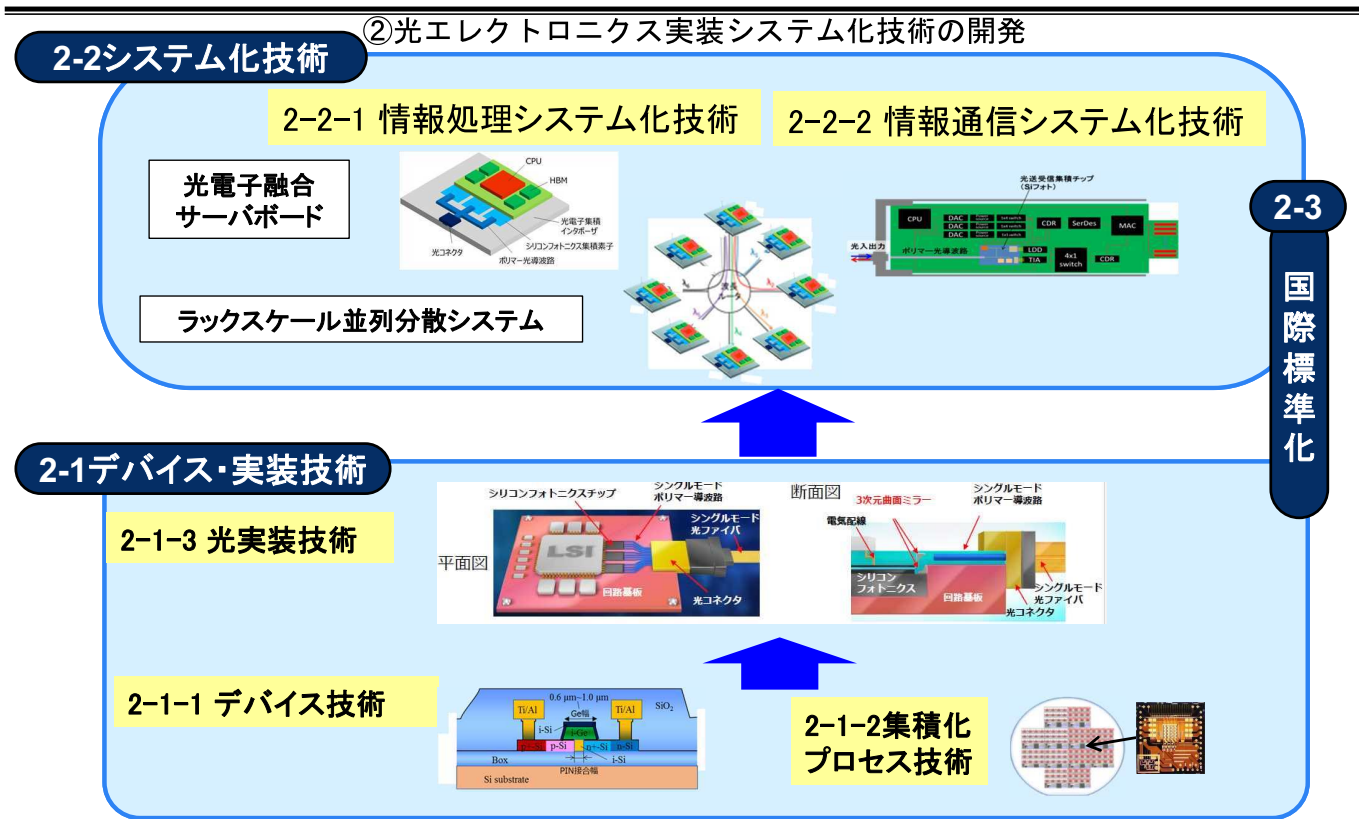 ②光エレクトロニクス実装システム化技術の開発
2-2システム化技術
2-2-1 情報処理システム化技術
2-2-2 情報通信システム化技術
光電子融合
サーバボード
CPU
HBM
光電子集積
インタポーザ
シリコンフォトニクス集積素子
ポリマー光導波路
光コネクタ
波長
ルータ
光送受信集積チップ
(Siフォト)
CPU
DAC
DAC
DAC
CDR
SerDes
MAC
光入出力
ポリマー光導波路
LDD
TIA
4x1
switch
CDR
ラックスケール並列分散システム
2-3
国際標準化
2-1デバイス・実装技術
2-1-3 光実装技術
平面図
シリコンフォトニクスチップ
シングルモード
ポリマー導波路
シングルモード
光ファイバ
LSI
回路基板
光コネクタ
断面図
3次元曲面ミラー
シングルモード
ポリマー導波路
電気配線
シリコン
フォトニクス
回路基板
シングルモード
光ファイバ
光コネクタ
2-1-1 デバイス技術
0.6 μm~1.0 μm
Ge幅
Ti/Al
Ti/Al
SiO₂
i-Si
i-Ge
p-Si
n-Si
Box
i-Si
PIN接合幅
Si substrate
2-1-2集積化
プロセス技術